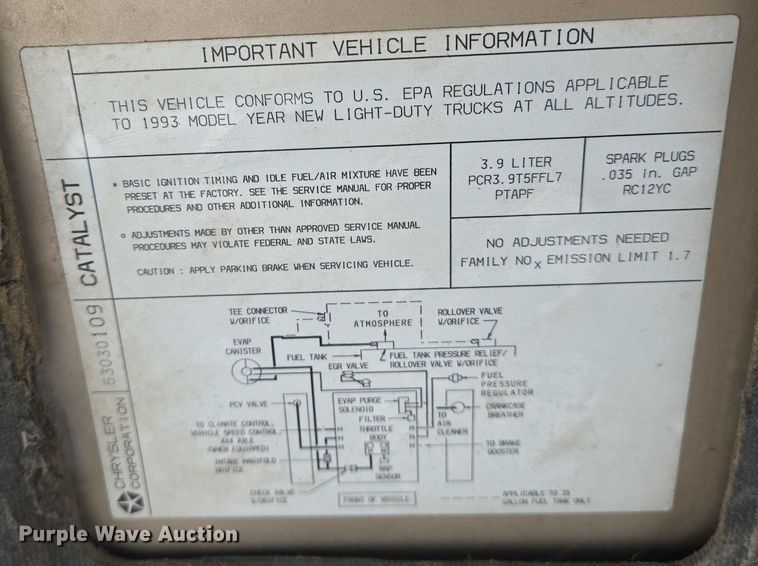 IMPORTANT VEHICLE INFORMATION
THIS VEHICLE CONFORMS TO U.S. EPA REGULATIONS APPLICABLE
TO 1993 MODEL YEAR NEW LIGHT-DUTY TRUCKS AT ALL ALTITUDES.
CATALYST
53030109
CHRYSLER
CORPORATION
• BASIC IGNITION TIMING AND IDLE FUEL/AIR MIXTURE HAVE BEEN
PRESET AT THE FACTORY. SEE THE SERVICE MANUAL FOR PROPER
PROCEDURES AND OTHER ADDITIONAL INFORMATION.
• ADJUSTMENTS MADE BY OTHER THAN APPROVED SERVICE MANUAL
PROCEDURES MAY VIOLATE FEDERAL AND STATE LAWS.
CAUTION : APPLY PARKING BRAKE WHEN SERVICING VEHICLE.
3.9 LITER
PCR3.9T5FFL7
PTAPF
SPARK PLUGS
.035 in. GAP
RC12YC
NO ADJUSTMENTS NEEDED
FAMILY NOx EMISSION LIMIT 1.7
TEE CONNECTOR
W/ORIFICE
TO
ATMOSPHERE
ROLLOVER VALVE
W/ORIFICE
EVAP
CANISTER
FUEL TANK
FUEL TANK PRESSURE RELIEF/
ROLLOVER VALVE W/ORIFICE
EGR VALVE
FUEL
PRESSURE
REGULATOR
PCV VALVE
EVAP PURGE
SOLENOID
FILTER
THROTTLE
BODY
MAP
SENSOR
TO
AIR
CLEANER
CRANKCASE
BREATHER
TO CLIMATE CONTROL,
VEHICLE SPEED CONTROL,
4X4 AXLE
(WHEN EQUIPPED)
INTAKE MANIFOLD
ORIFICE
TO BRAKE
BOOSTER
CHECK VALVE
W/ORIFICE
FRONT OF VEHICLE
APPLICABLE TO 35
GALLON FUEL TANK ONLY.
Purple Wave Auction